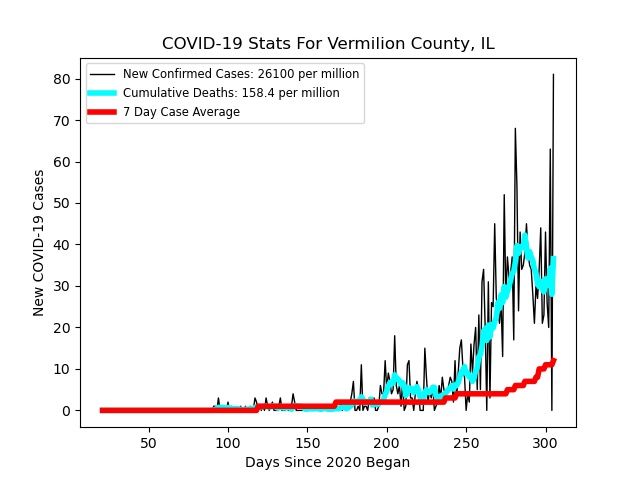 COVID-19 Stats For Vermilion County, IL
New Confirmed Cases: 26100 per million
Cumulative Deaths: 158.4 per million
7 Day Case Average
New COVID-19 Cases
80
70
60
50
40
30
20
10
0
50 100 150 200 250 300
Days Since 2020 Began